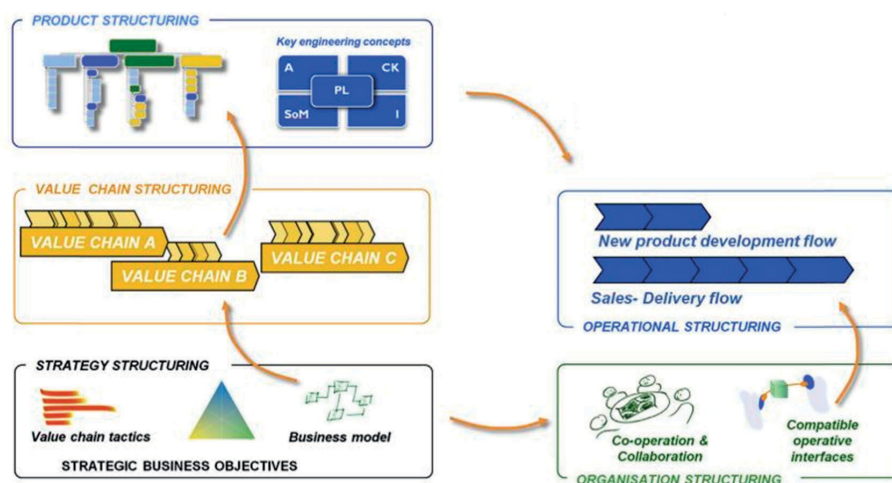 PRODUCT STRUCTURING
Key engineering concepts
A
CK
PL
SoM
I
VALUE CHAIN STRUCTURING
VALUE CHAIN A
VALUE CHAIN B
VALUE CHAIN C
New product development flow
Sales- Delivery flow
OPERATIONAL STRUCTURING
STRATEGY STRUCTURING
Value chain tactics
Business model
STRATEGIC BUSINESS OBJECTIVES
Co-operation &
Collaboration
Compatible
operative
interfaces
ORGANISATION STRUCTURING